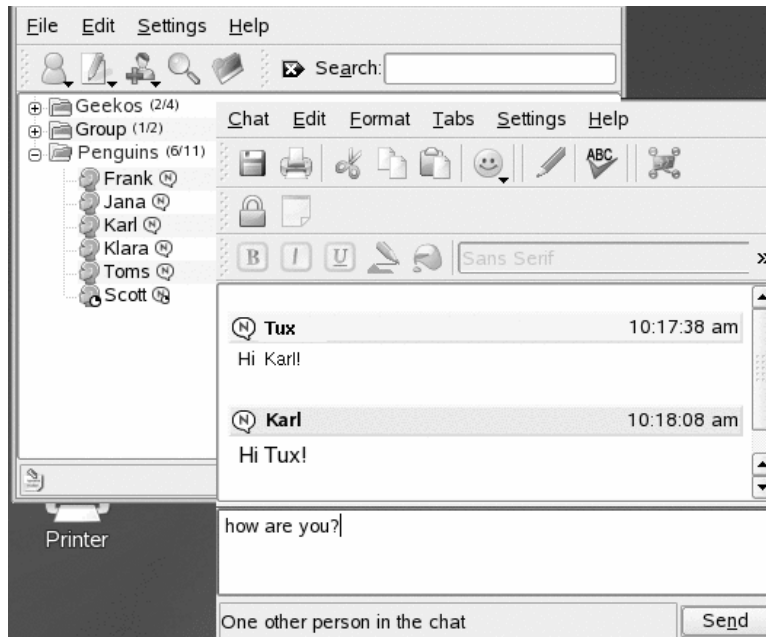 File Edit Settings Help
Search:
Geekos (2/4)
Group (1/2)
Penguins (6/11)
Frank N
Jana N
Karl N
Klara N
Toms N
Scott N
Chat Edit Format Tabs Settings Help
ABC
B I U Sans Serif »
N Tux 10:17:38 am
Hi Karl!
N Karl 10:18:08 am
Hi Tux!
how are you?
One other person in the chat Send
Printer